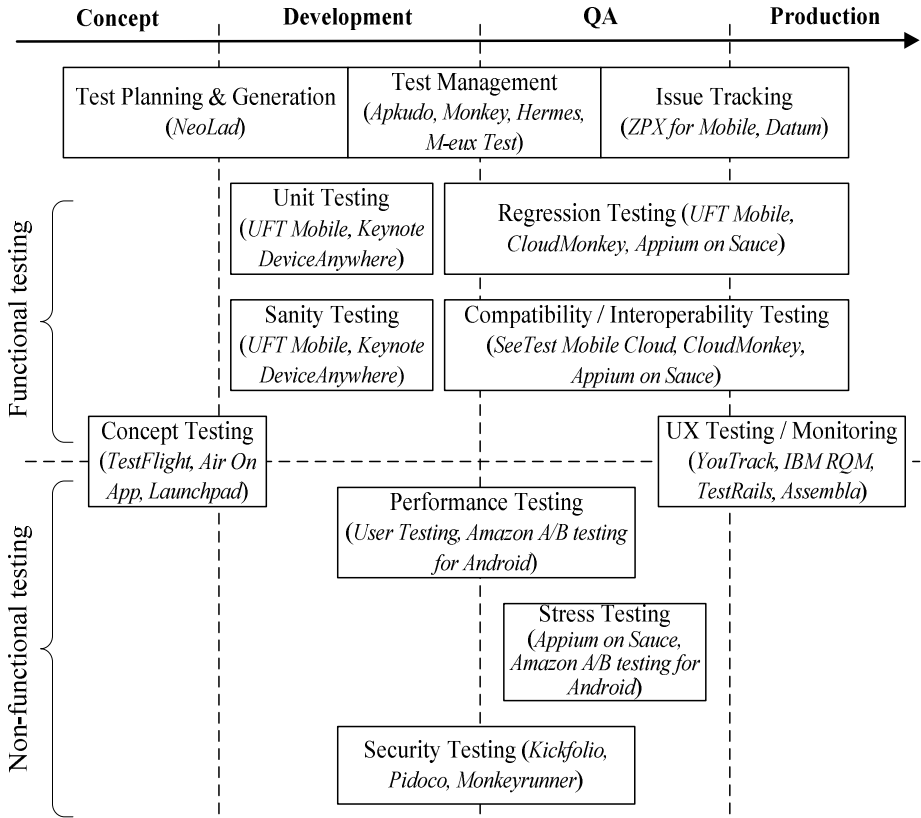 Concept Development QA Production
Test Planning & Generation
(NeoLad)
Test Management
(Apkudo, Monkey, Hermes,
M-eux Test)
Issue Tracking
(ZPX for Mobile, Datum)
Functional testing
Unit Testing
(UFT Mobile, Keynote
DeviceAnywhere)
Regression Testing (UFT Mobile,
CloudMonkey, Appium on Sauce)
Sanity Testing
(UFT Mobile, Keynote
DeviceAnywhere)
Compatibility / Interoperability Testing
(SeeTest Mobile Cloud, CloudMonkey,
Appium on Sauce)
Concept Testing
(TestFlight, Air On
App, Launchpad)
UX Testing / Monitoring
(YouTrack, IBM RQM,
TestRails, Assembla)
Non-functional testing
Performance Testing
(User Testing, Amazon A/B testing
for Android)
Stress Testing
(Appium on Sauce,
Amazon A/B testing for
Android)
Security Testing (Kickfolio,
Pidoco, Monkeyrunner)